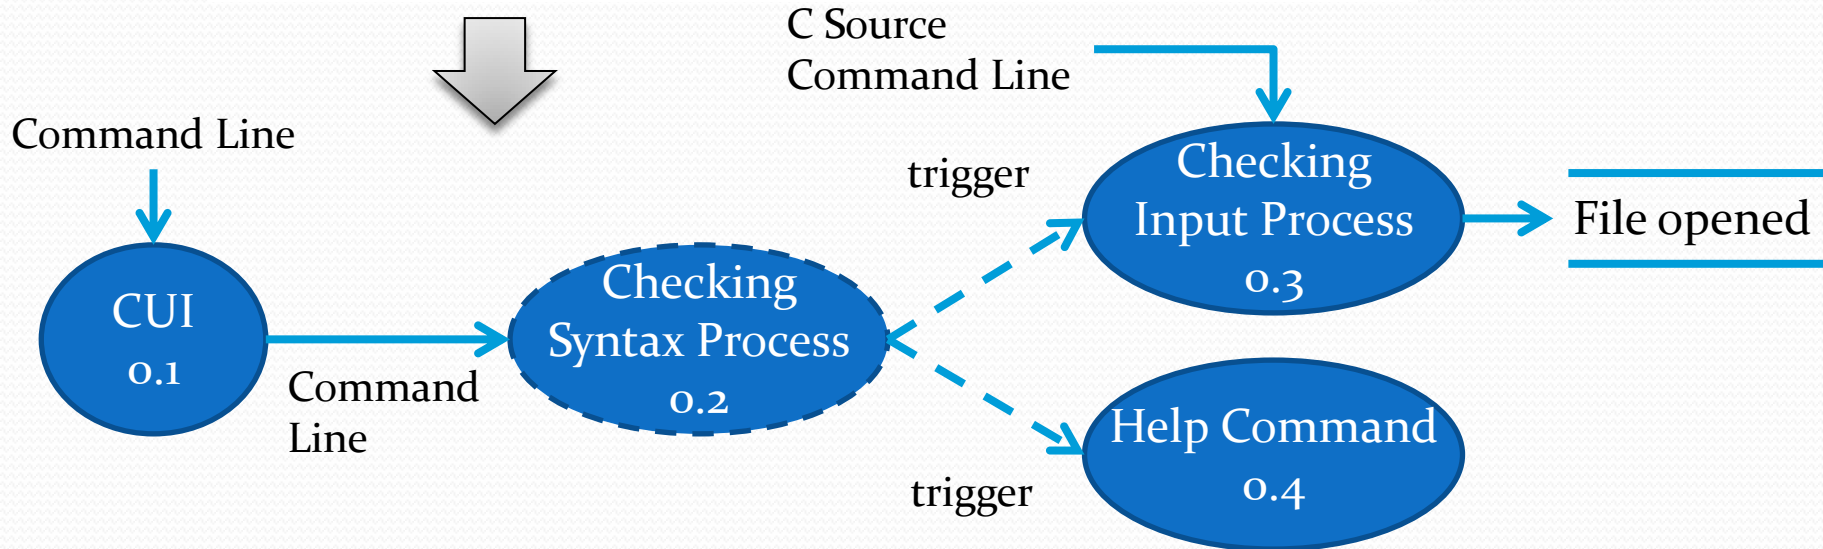 C Source
Command Line
Command Line
trigger
Checking
Input Process
0.3
File opened
CUI
0.1
Command
Line
Checking
Syntax Process
0.2
Help Command
0.4
trigger